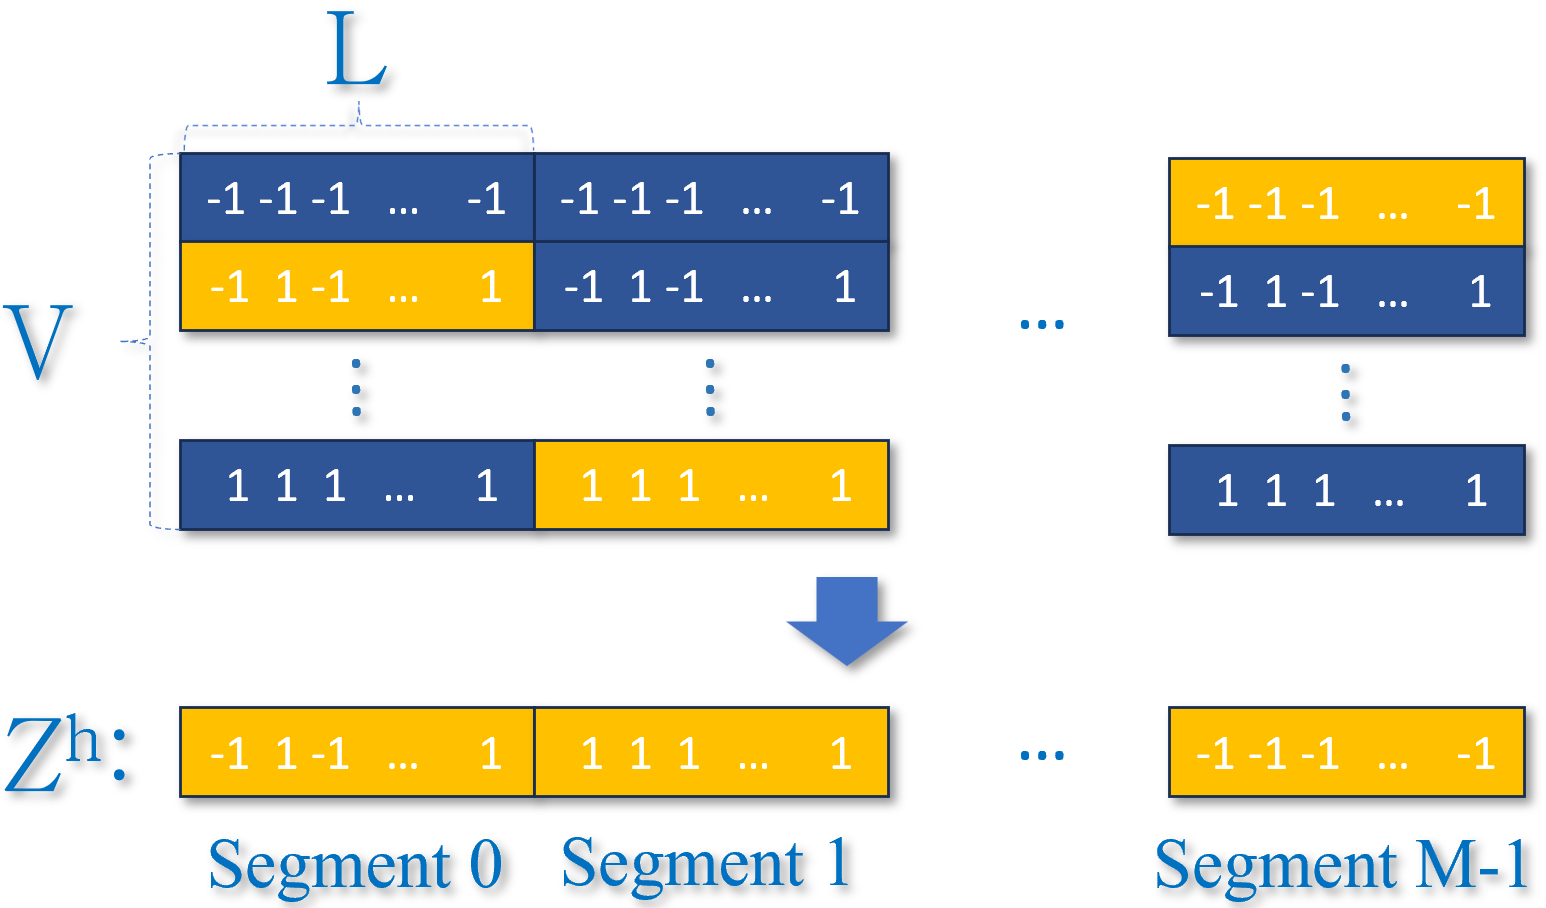 L
-1 -1 -1 ... -1 -1 -1 -1 ... -1 -1 -1 -1 ... -1
-1 1 -1 ... 1 -1 1 -1 ... 1 -1 1 -1 ... 1
V
...
1 1 1 ... 1 1 1 1 ... 1 1 1 1 ... 1
Zʰ: -1 1 -1 ... 1 1 1 1 ... 1 ... -1 -1 -1 ... -1
Segment 0 Segment 1 Segment M-1